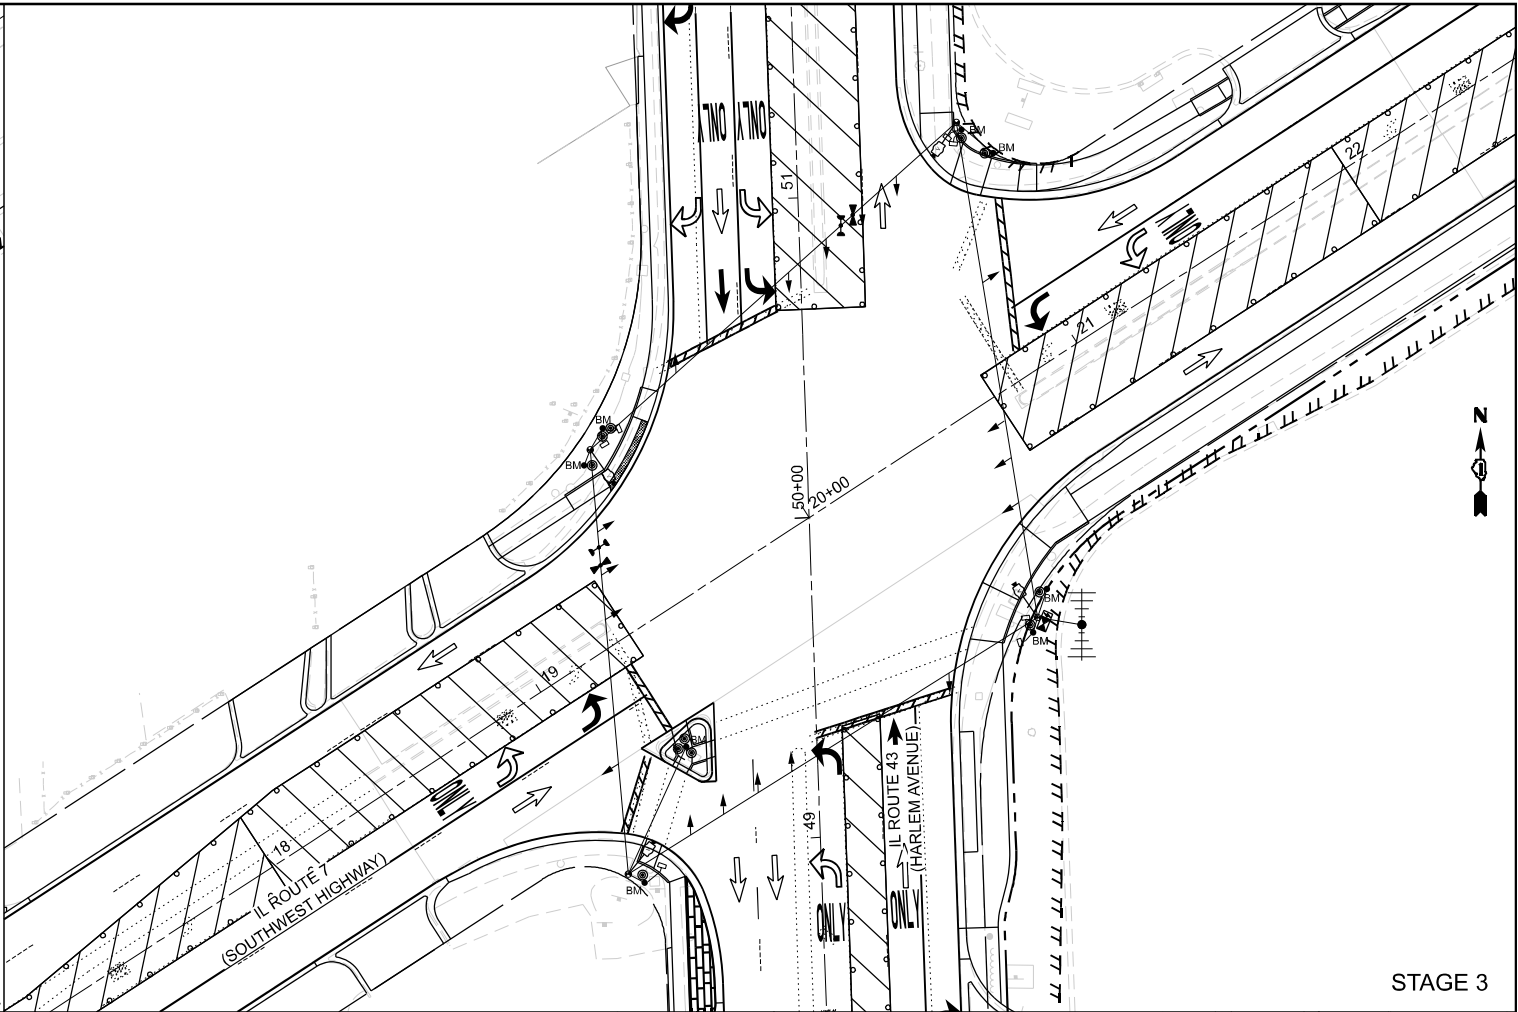 ONLY
ONLY
BM
BM
51
22
ONLY
21
N
BM
BM
50+00
20+00
BM
BM
19
BM
ONLY
49
IL ROUTE 43
(HARLEM AVENUE)
18
IL ROUTE 7
(SOUTHWEST HIGHWAY)
BM
ONLY
ONLY
STAGE 3